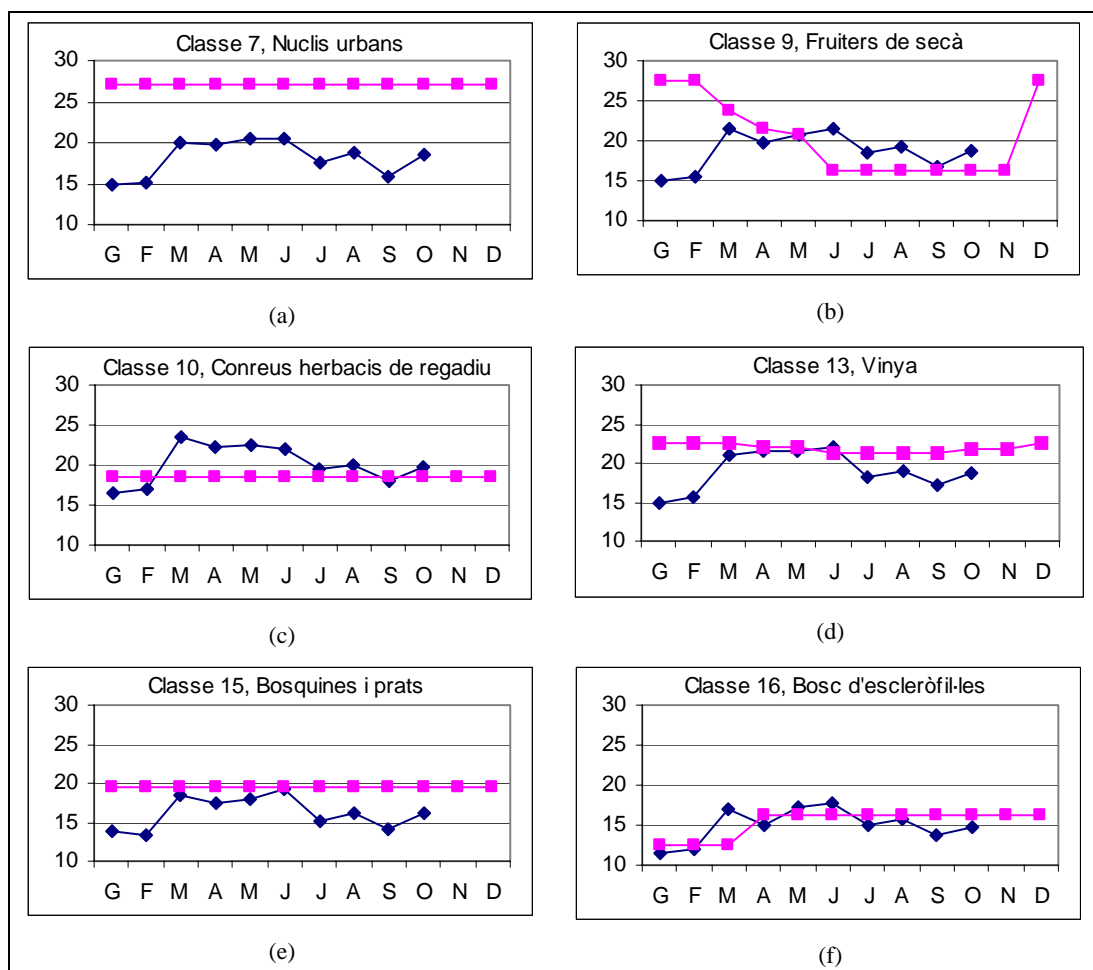 Classe 7, Nuclis urbans
30
25
20
15
10
G F M A M J J A S O N D
(a)
Classe 9, Fruiters de secà
30
25
20
15
10
G F M A M J J A S O N D
(b)
Classe 10, Conreus herbacis de regadiu
30
25
20
15
10
G F M A M J J A S O N D
(c)
Classe 13, Vinya
30
25
20
15
10
G F M A M J J A S O N D
(d)
Classe 15, Bosquines i prats
30
25
20
15
10
G F M A M J J A S O N D
(e)
Classe 16, Bosc d'escleròfil·les
30
25
20
15
10
G F M A M J J A S O N D
(f)